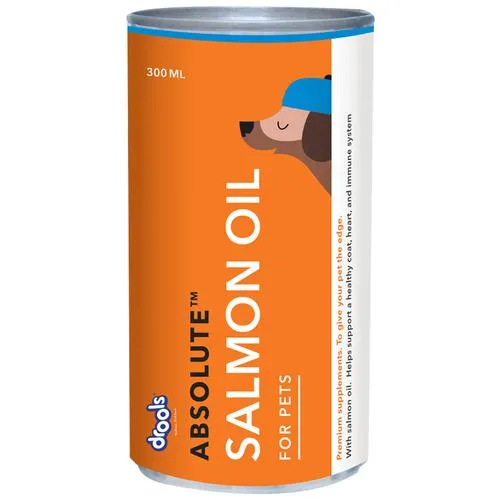 300 ML
drools
ABSOLUTE™
SALMON OIL
FOR PETS
Premium supplements. To give your pet the edge.
With salmon oil. Helps support a healthy coat, heart, and immune system